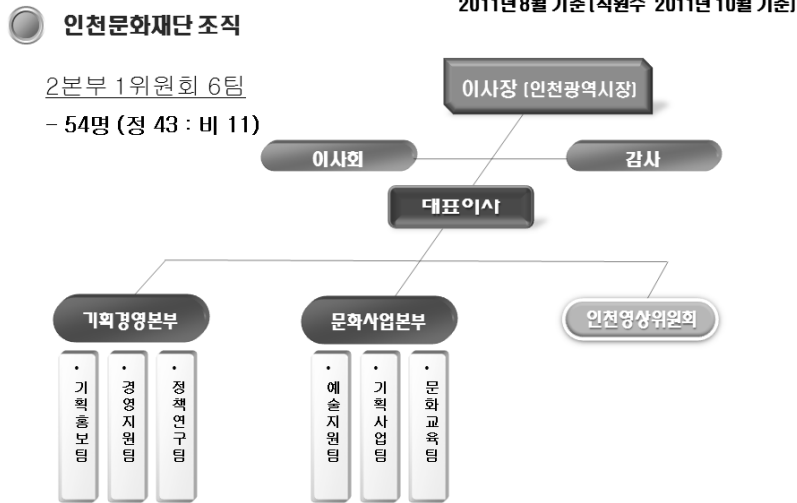 2011년 8월 기준 (직원수 2011년 10월 기준)
인천문화재단 조직
2본부 1위원회 6팀
- 54명 (정 43 : 비 11)
이사장 (인천광역시장)
이사회
감사
대표이사
기획경영본부
문화사업본부
인천영상위원회
• 기획홍보팀
• 경영지원팀
• 정책연구팀
• 예술지원팀
• 기획사업팀
• 문화교육팀